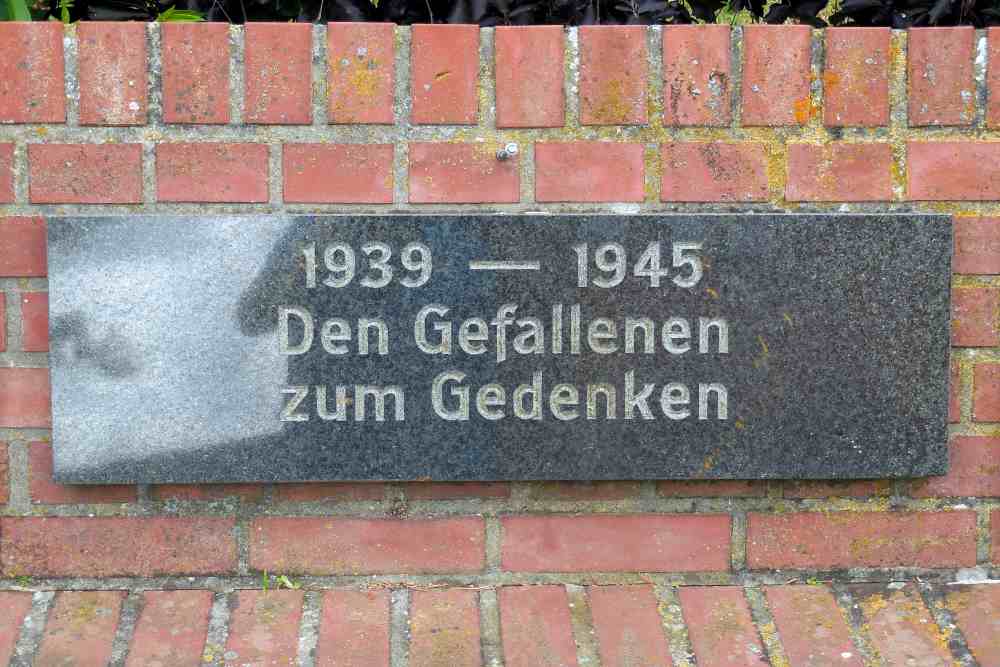 1939 — 1945
Den Gefallenen
zum Gedenken